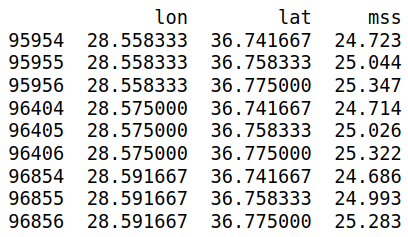 lon lat mss
95954 28.558333 36.741667 24.723
95955 28.558333 36.758333 25.044
95956 28.558333 36.775000 25.347
96404 28.575000 36.741667 24.714
96405 28.575000 36.758333 25.026
96406 28.575000 36.775000 25.322
96854 28.591667 36.741667 24.686
96855 28.591667 36.758333 24.993
96856 28.591667 36.775000 25.283